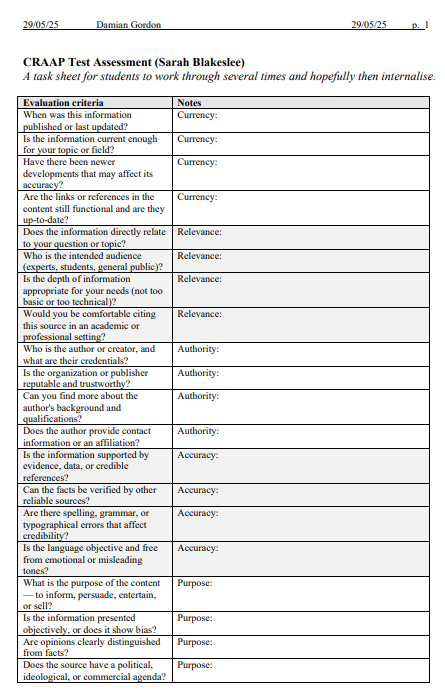 29/05/25 Damian Gordon 29/05/25 p. 1
CRAAP Test Assessment (Sarah Blakeslee)
A task sheet for students to work through several times and hopefully then internalise.
Evaluation criteria Notes
When was this information Currency:
published or last updated?
Is the information current enough Currency:
for your topic or field?
Have there been newer Currency:
developments that may affect its
accuracy?
Are the links or references in the Currency:
content still functional and are they
up-to-date?
Does the information directly relate Relevance:
to your question or topic?
Who is the intended audience Relevance:
(experts, students, general public)?
Is the depth of information Relevance:
appropriate for your needs (not too
basic or too technical)?
Would you be comfortable citing Relevance:
this source in an academic or
professional setting?
Who is the author or creator, and Authority:
what are their credentials?
Is the organization or publisher Authority:
reputable and trustworthy?
Can you find more about the Authority:
author's background and
qualifications?
Does the author provide contact Authority:
information or an affiliation?
Is the information supported by Accuracy:
evidence, data, or credible
references?
Can the facts be verified by other Accuracy:
reliable sources?
Are there spelling, grammar, or Accuracy:
typographical errors that affect
credibility?
Is the language objective and free Accuracy:
from emotional or misleading
tones?
What is the purpose of the content Purpose:
— to inform, persuade, entertain,
or sell?
Is the information presented Purpose:
objectively, or does it show bias?
Are opinions clearly distinguished Purpose:
from facts?
Does the source have a political, Purpose:
ideological, or commercial agenda?